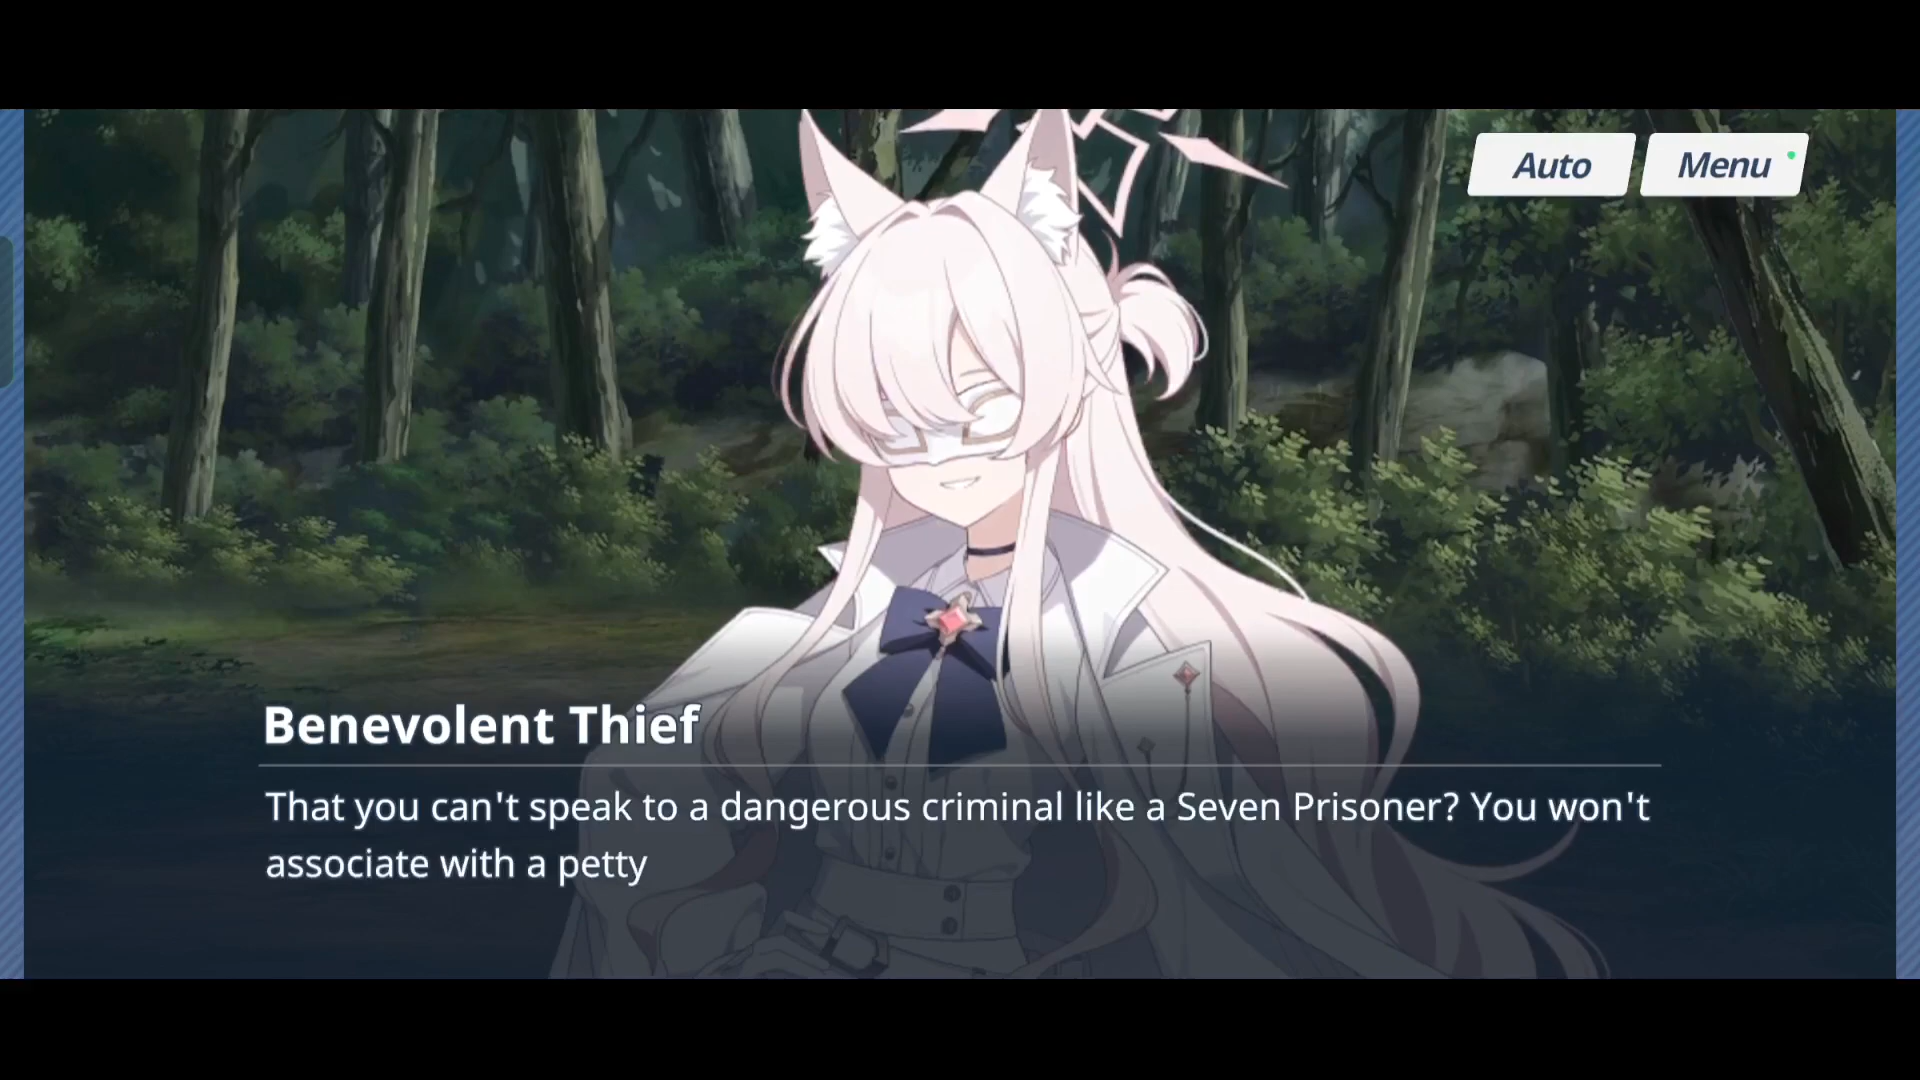 Auto
Menu
Benevolent Thief
That you can't speak to a dangerous criminal like a Seven Prisoner? You won't
associate with a petty